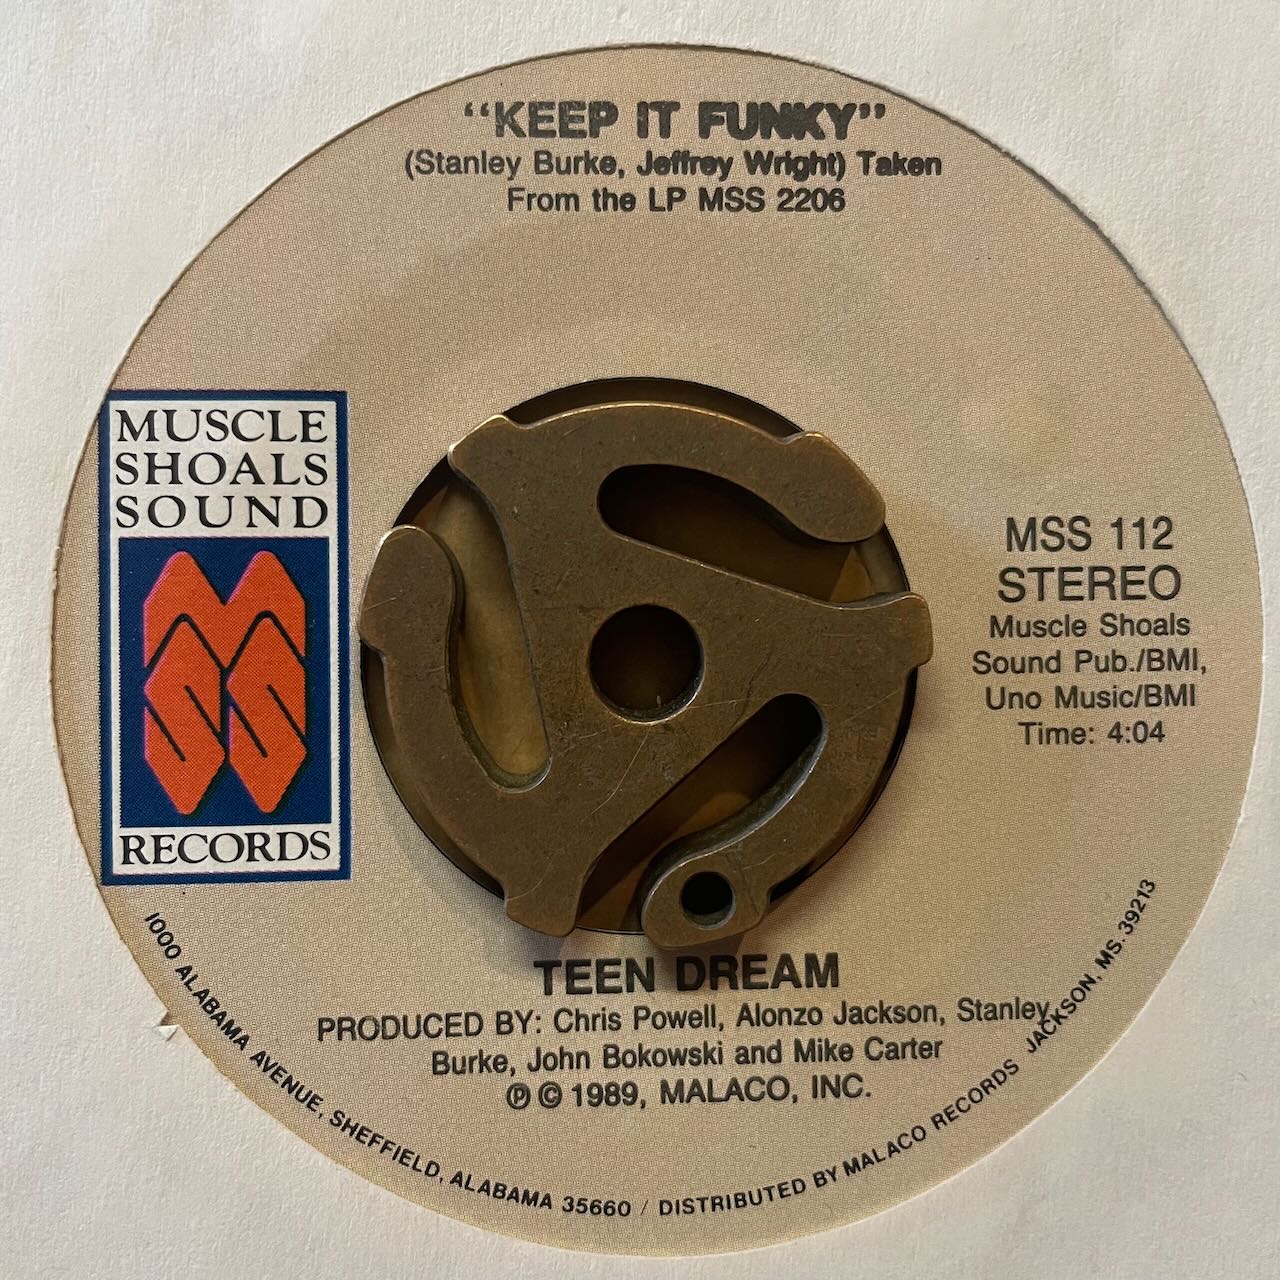 "KEEP IT FUNKY"
(Stanley Burke, Jeffrey Wright) Taken
From the LP MSS 2206
MUSCLE
SHOALS
SOUND
RECORDS
MSS 112
STEREO
Muscle Shoals
Sound Pub./BMI,
Uno Music/BMI
Time: 4:04
TEEN DREAM
PRODUCED BY: Chris Powell, Alonzo Jackson, Stanley
Burke, John Bokowski and Mike Carter
℗ © 1989, MALACO, INC.
1000 ALABAMA AVENUE, SHEFFIELD, ALABAMA 35660 / DISTRIBUTED BY MALACO RECORDS JACKSON, MS. 39213